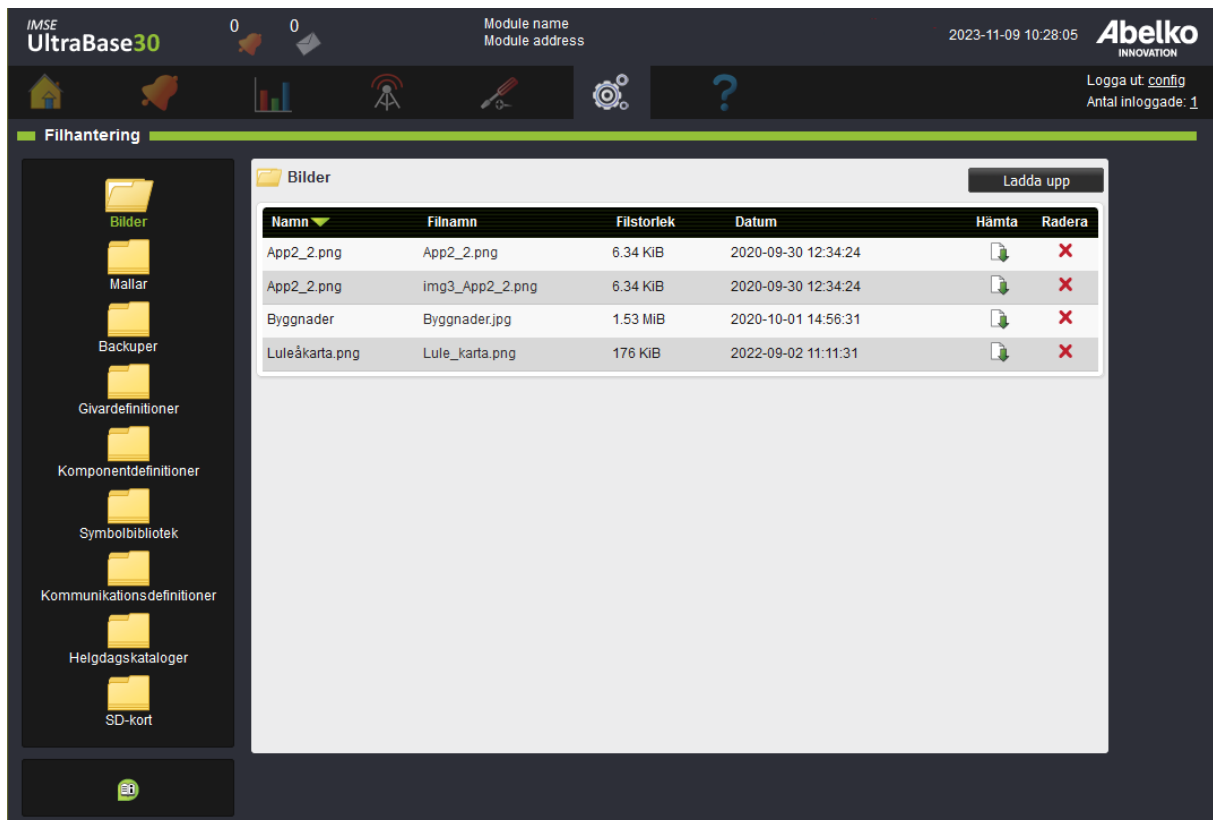 IMSE
UltraBase30
0
0
Module name
Module address
2023-11-09 10:28:05
Abelko
INNOVATION
?
Logga ut: config
Antal inloggade: 1
Filhantering
Bilder
Mallar
Backuper
Givardefinitioner
Komponentdefinitioner
Symbolbibliotek
Kommunikationsdefinitioner
Helgdagskataloger
SD-kort
Bilder
Ladda upp
Namn Filnamn Filstorlek Datum Hämta Radera
App2_2.png App2_2.png 6.34 KiB 2020-09-30 12:34:24
App2_2.png img3_App2_2.png 6.34 KiB 2020-09-30 12:34:24
Byggnader Byggnader.jpg 1.53 MiB 2020-10-01 14:56:31
Luleåkarta.png Lule_karta.png 176 KiB 2022-09-02 11:11:31